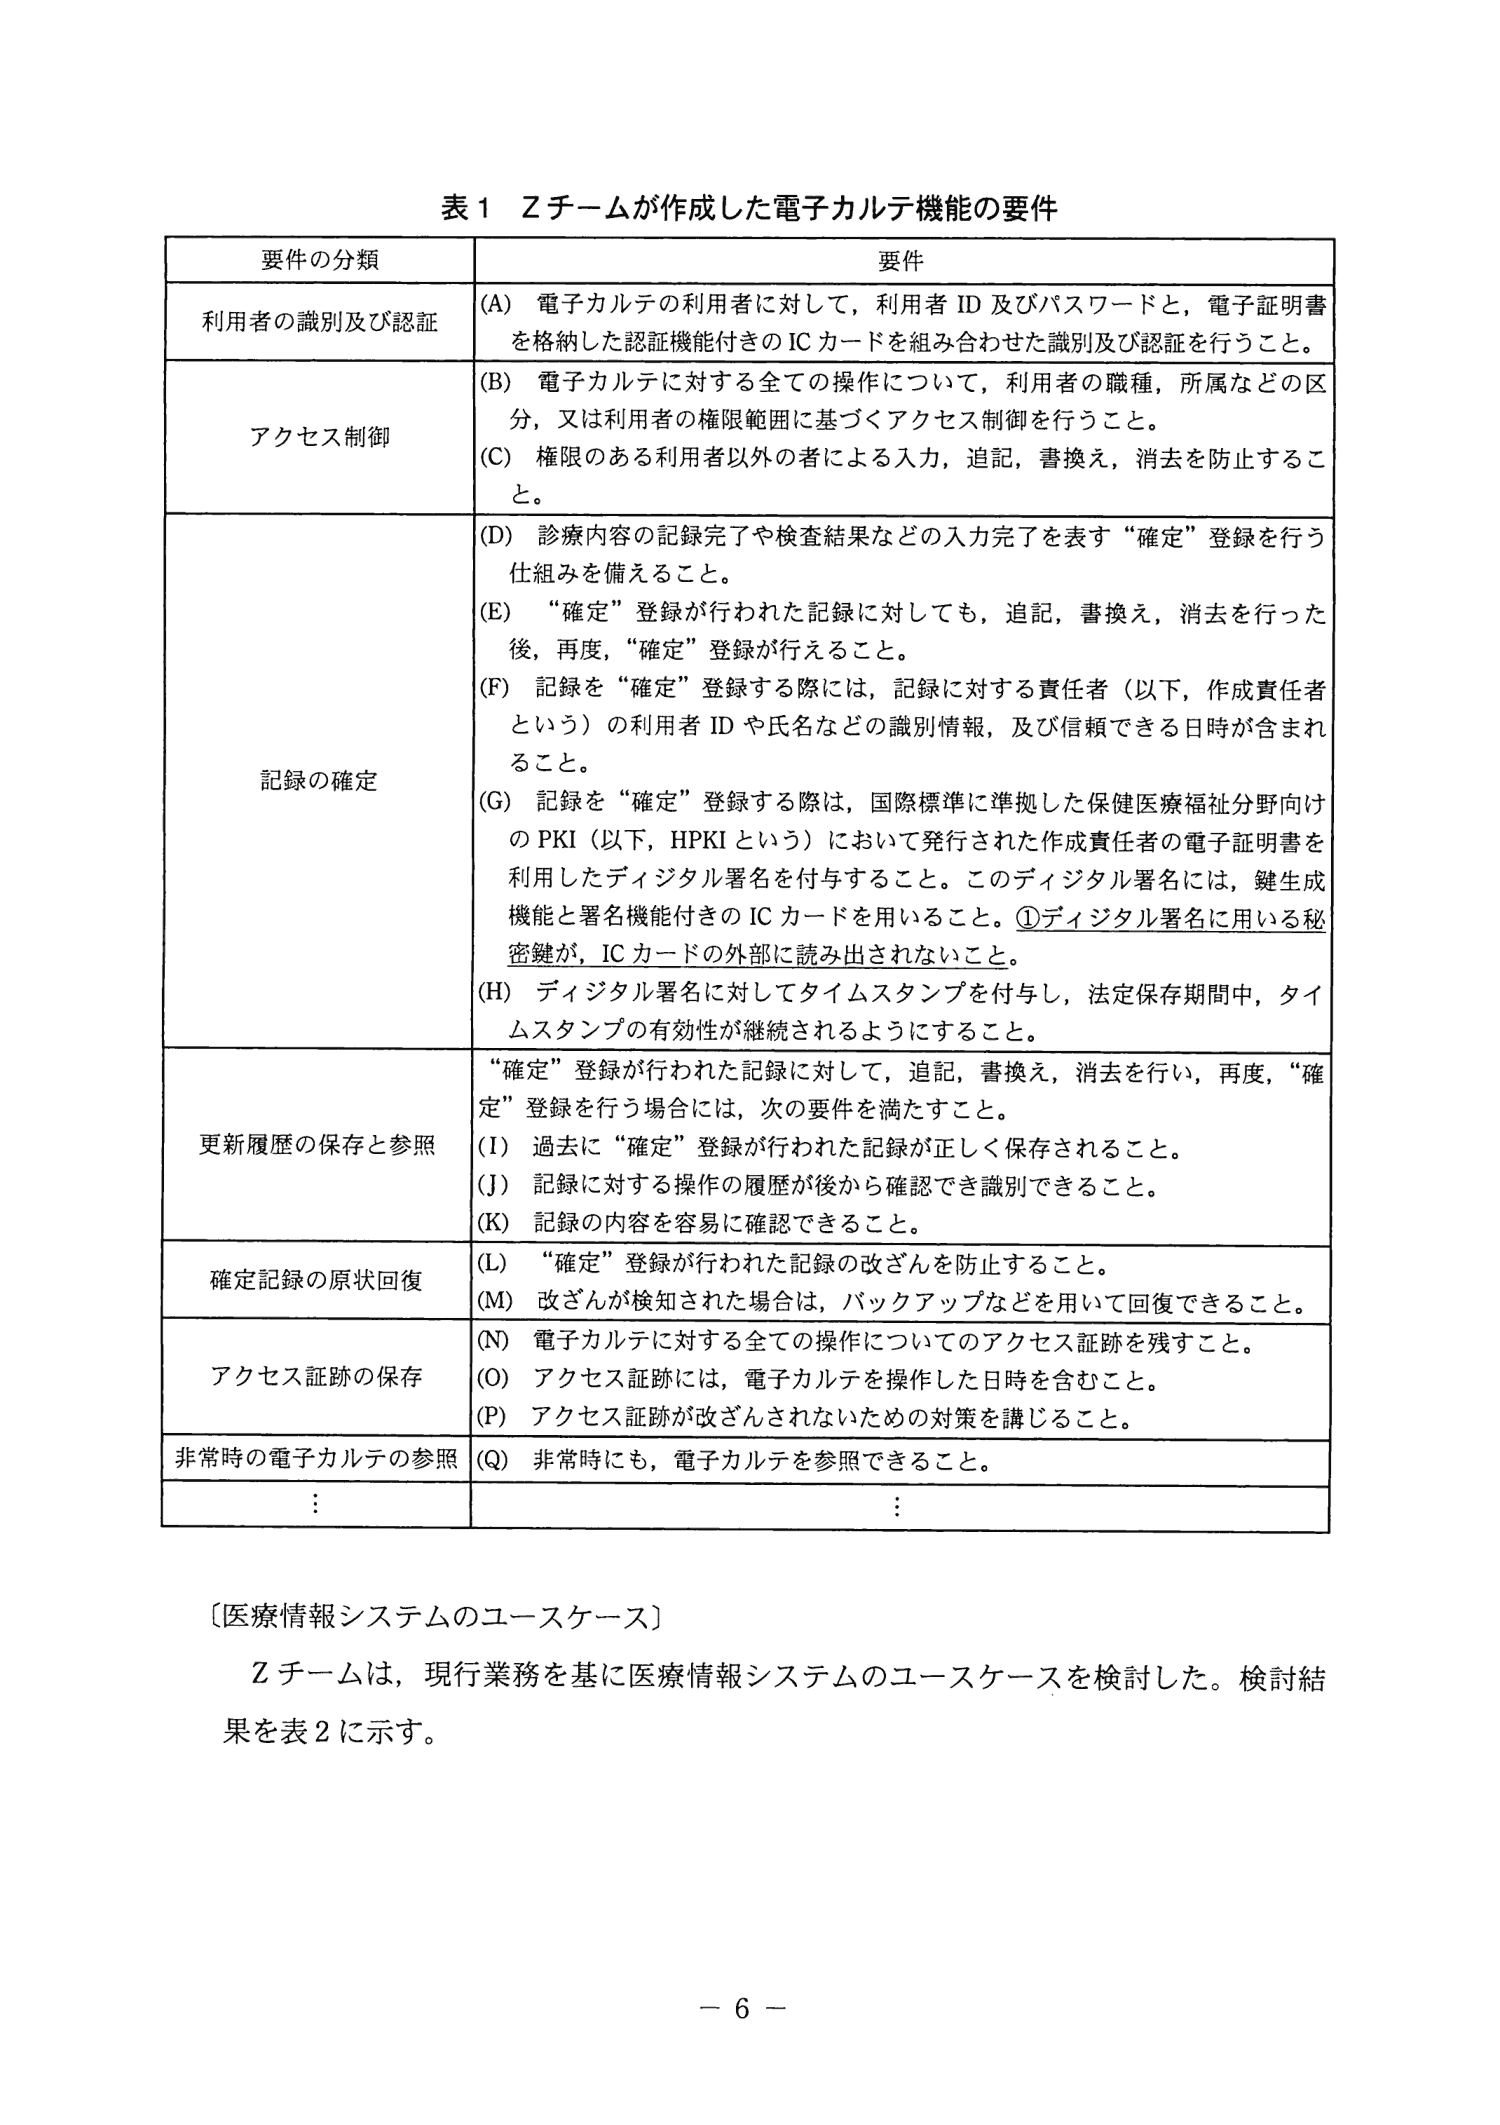 表1　Zチームが作成した電子カルテ機能の要件
要件の分類
要件
利用者の識別及び認証
(A)　電子カルテの利用者に対して，利用者 ID 及びパスワードと，電子証明書
を格納した認証機能付きの IC カードを組み合わせた識別及び認証を行うこと。
アクセス制御
(B)　電子カルテに対する全ての操作について，利用者の職種，所属などの区
分，又は利用者の権限範囲に基づくアクセス制御を行うこと。
(C)　権限のある利用者以外の者による入力，追記，書換え，消去を防止するこ
と。
記録の確定
(D)　診療内容の記録完了や検査結果などの入力完了を表す“確定”登録を行う
仕組みを備えること。
(E)　“確定”登録が行われた記録に対しても，追記，書換え，消去を行った
後，再度，“確定”登録が行えること。
(F)　記録を“確定”登録する際には，記録に対する責任者（以下，作成責任者
という）の利用者 ID や氏名などの識別情報，及び信頼できる日時が含まれ
ること。
(G)　記録を“確定”登録する際は，国際標準に準拠した保健医療福祉分野向け
の PKI（以下，HPKI という）において発行された作成責任者の電子証明書を
利用したディジタル署名を付与すること。このディジタル署名には，鍵生成
機能と署名機能付きの IC カードを用いること。①ディジタル署名に用いる秘
密鍵が，IC カードの外部に読み出されないこと。
(H)　ディジタル署名に対してタイムスタンプを付与し，法定保存期間中，タイ
ムスタンプの有効性が継続されるようにすること。
更新履歴の保存と参照
“確定”登録が行われた記録に対して，追記，書換え，消去を行い，再度，“確
定”登録を行う場合には，次の要件を満たすこと。
(I)　過去に“確定”登録が行われた記録が正しく保存されること。
(J)　記録に対する操作の履歴が後から確認でき識別できること。
(K)　記録の内容を容易に確認できること。
確定記録の原状回復
(L)　“確定”登録が行われた記録の改ざんを防止すること。
(M)　改ざんが検知された場合は，バックアップなどを用いて回復できること。
アクセス証跡の保存
(N)　電子カルテに対する全ての操作についてのアクセス証跡を残すこと。
(O)　アクセス証跡には，電子カルテを操作した日時を含むこと。
(P)　アクセス証跡が改ざんされないための対策を講じること。
非常時の電子カルテの参照
(Q)　非常時にも，電子カルテを参照できること。
⋮
⋮
〔医療情報システムのユースケース〕
Z チームは，現行業務を基に医療情報システムのユースケースを検討した。検討結
果を表2に示す。
－ 6 －